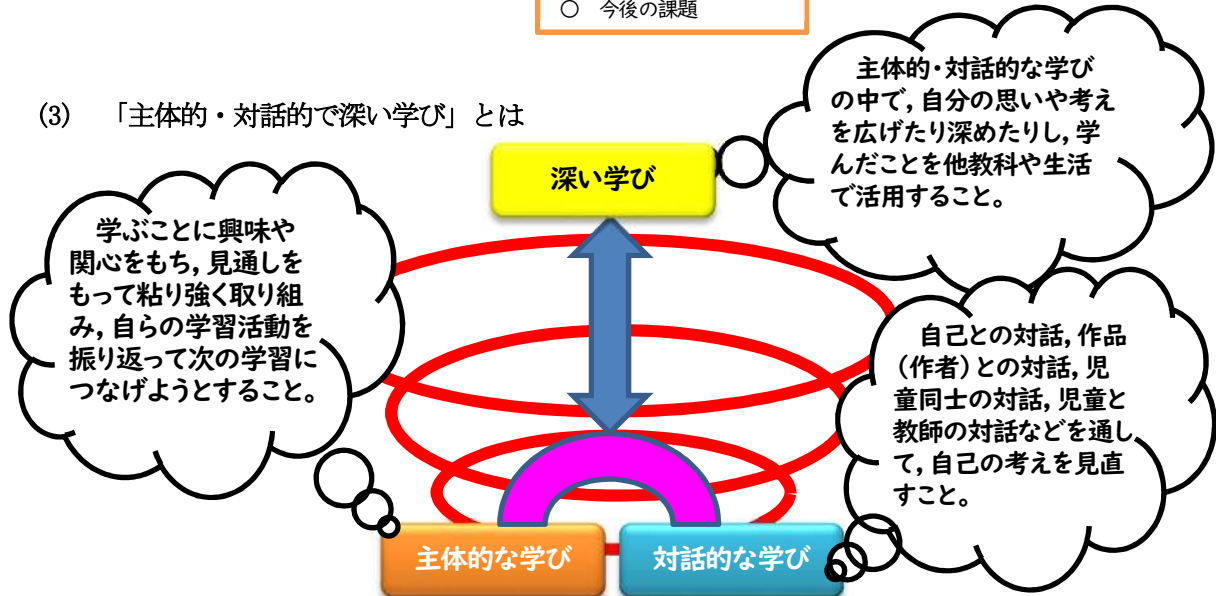 ○ 今後の課題
(3) 「主体的・対話的で深い学び」とは
主体的・対話的な学び
の中で,自分の思いや考え
を広げたり深めたりし,学
んだことを他教科や生活
で活用すること。
深い学び
学ぶことに興味や
関心をもち,見通しを
もって粘り強く取り組
み,自らの学習活動を
振り返って次の学習に
つなげようとすること。
自己との対話,作品
(作者)との対話,児
童同士の対話,児童と
教師の対話などを通し
て,自己の考えを見直
すこと。
主体的な学び
対話的な学び